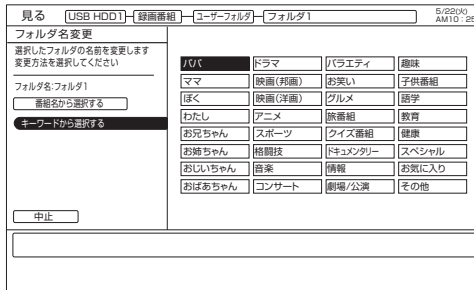 見る USB HDD1 録画番組 ユーザーフォルダ フォルダ1 5/22(火)
AM10:25
フォルダ名変更
選択したフォルダの名前を変更します
変更方法を選択してください
フォルダ名:フォルダ1
番組名から選択する
キーワードから選択する
中止
パパ ドラマ バラエティ 趣味
ママ 映画(邦画) お笑い 子供番組
ぼく 映画(洋画) グルメ 語学
わたし アニメ 旅番組 教育
お兄ちゃん スポーツ クイズ番組 健康
お姉ちゃん 格闘技 ドキュメンタリー スペシャル
おじいちゃん 音楽 情報 お気に入り
おばあちゃん コンサート 劇場/公演 その他